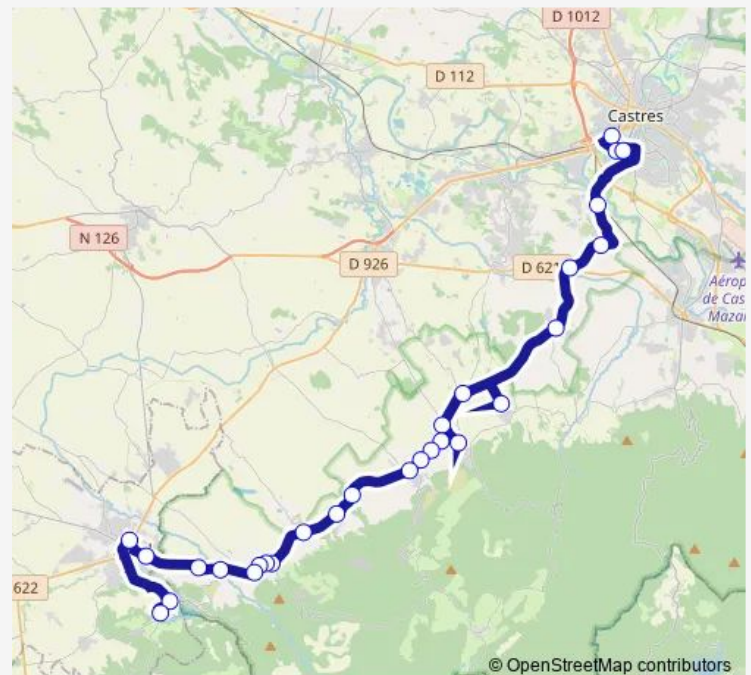 D 1012
D 112
Castres
N 126
D 926
D 621
Aérop
de Cas
Mazar
622
© OpenStreetMap contributors